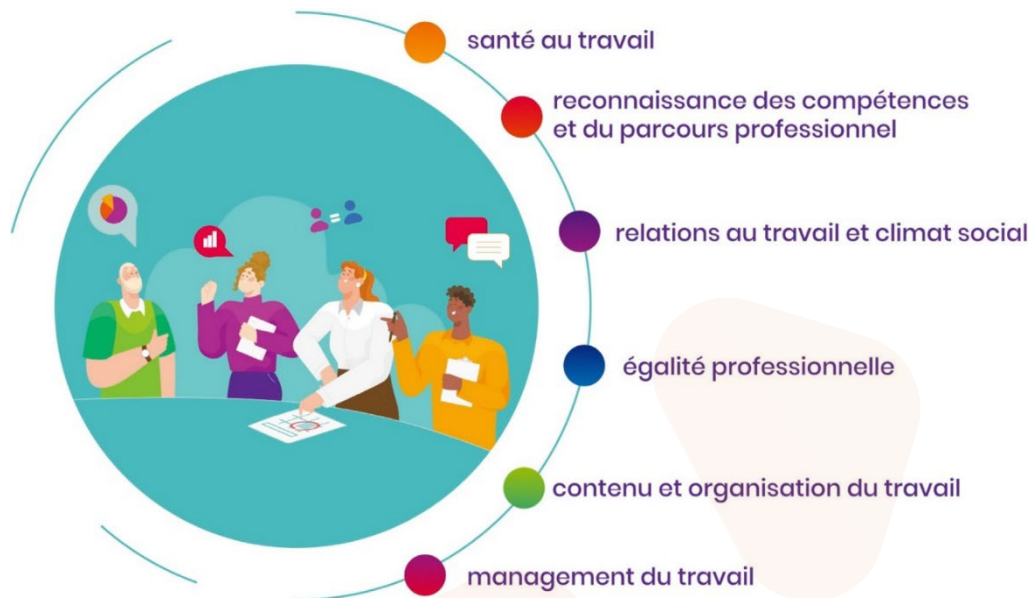 santé au travail
reconnaissance des compétences
et du parcours professionnel
relations au travail et climat social
égalité professionnelle
contenu et organisation du travail
management du travail